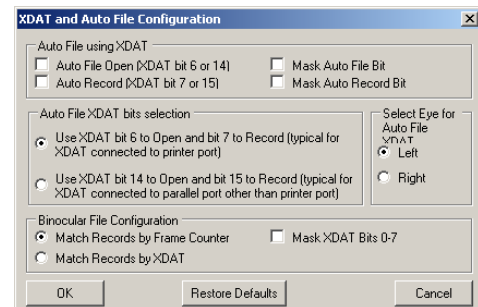 XDAT and Auto File Configuration
Auto File using XDAT
Auto File Open (XDAT bit 6 or 14)
Mask Auto File Bit
Auto Record (XDAT bit 7 or 15)
Mask Auto Record Bit
Auto File XDAT bits selection
Use XDAT bit 6 to Open and bit 7 to Record (typical for
XDAT connected to printer port)
Use XDAT bit 14 to Open and bit 15 to Record (typical for
XDAT connected to parallel port other than printer port)
Select Eye for
Auto File
XDAT
Left
Right
Binocular File Configuration
Match Records by Frame Counter
Mask XDAT Bits 0-7
Match Records by XDAT
OK
Restore Defaults
Cancel